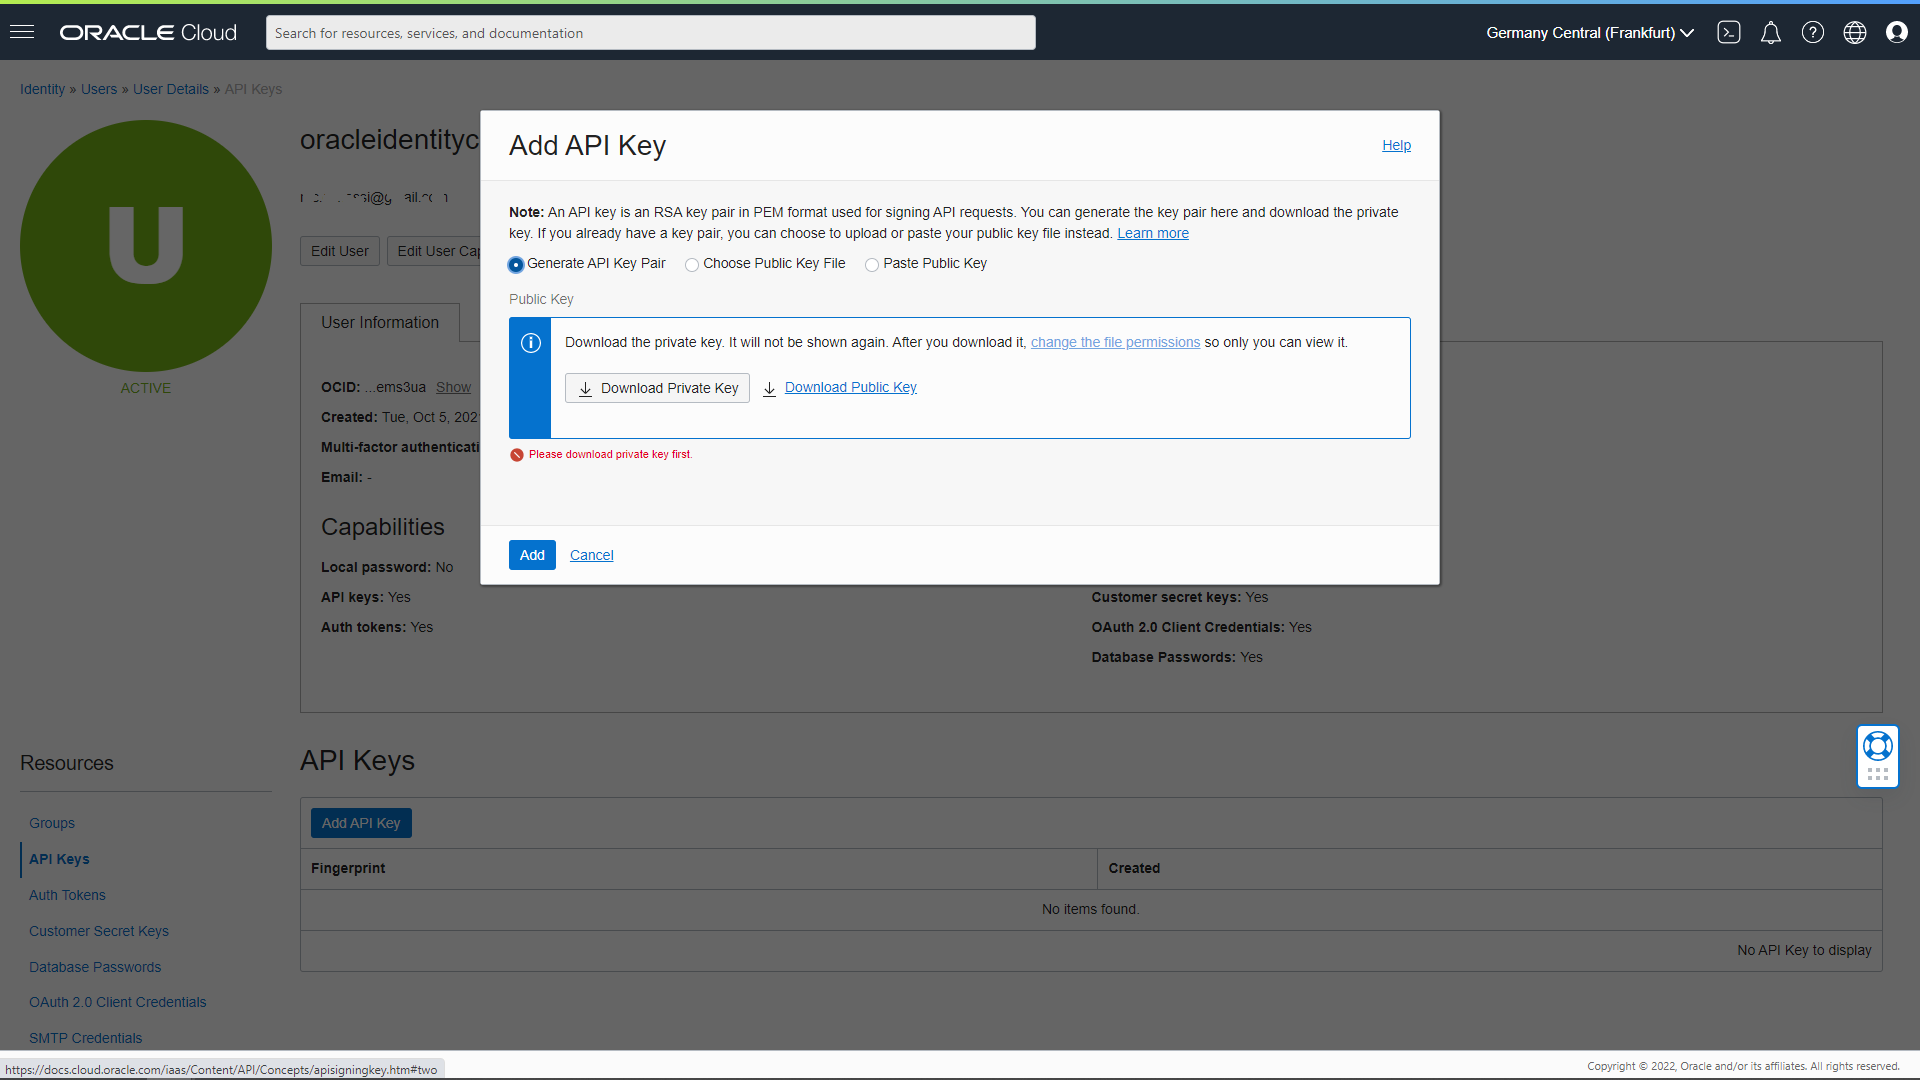 ORACLE Cloud
Search for resources, services, and documentation
Germany Central (Frankfurt)
Identity » Users » User Details » API Keys
U
ACTIVE
oracleidentityc
Edit User
Edit User Cap
User Information
OCID: ...ems3ua Show
Created: Tue, Oct 5, 202
Multi-factor authenticati
Email: -
Capabilities
Local password: No
API keys: Yes
Auth tokens: Yes
Customer secret keys: Yes
OAuth 2.0 Client Credentials: Yes
Database Passwords: Yes
Add API Key
Help
Note: An API key is an RSA key pair in PEM format used for signing API requests. You can generate the key pair here and download the private
key. If you already have a key pair, you can choose to upload or paste your public key file instead. Learn more
Generate API Key Pair
Choose Public Key File
Paste Public Key
Public Key
Download the private key. It will not be shown again. After you download it, change the file permissions so only you can view it.
Download Private Key
Download Public Key
Please download private key first.
Add
Cancel
Resources
Groups
API Keys
Auth Tokens
Customer Secret Keys
Database Passwords
OAuth 2.0 Client Credentials
SMTP Credentials
API Keys
Add API Key
Fingerprint
Created
No items found.
No API Key to display
https://docs.cloud.oracle.com/iaas/Content/API/Concepts/apisigningkey.htm#two
Copyright © 2022, Oracle and/or its affiliates. All rights reserved.